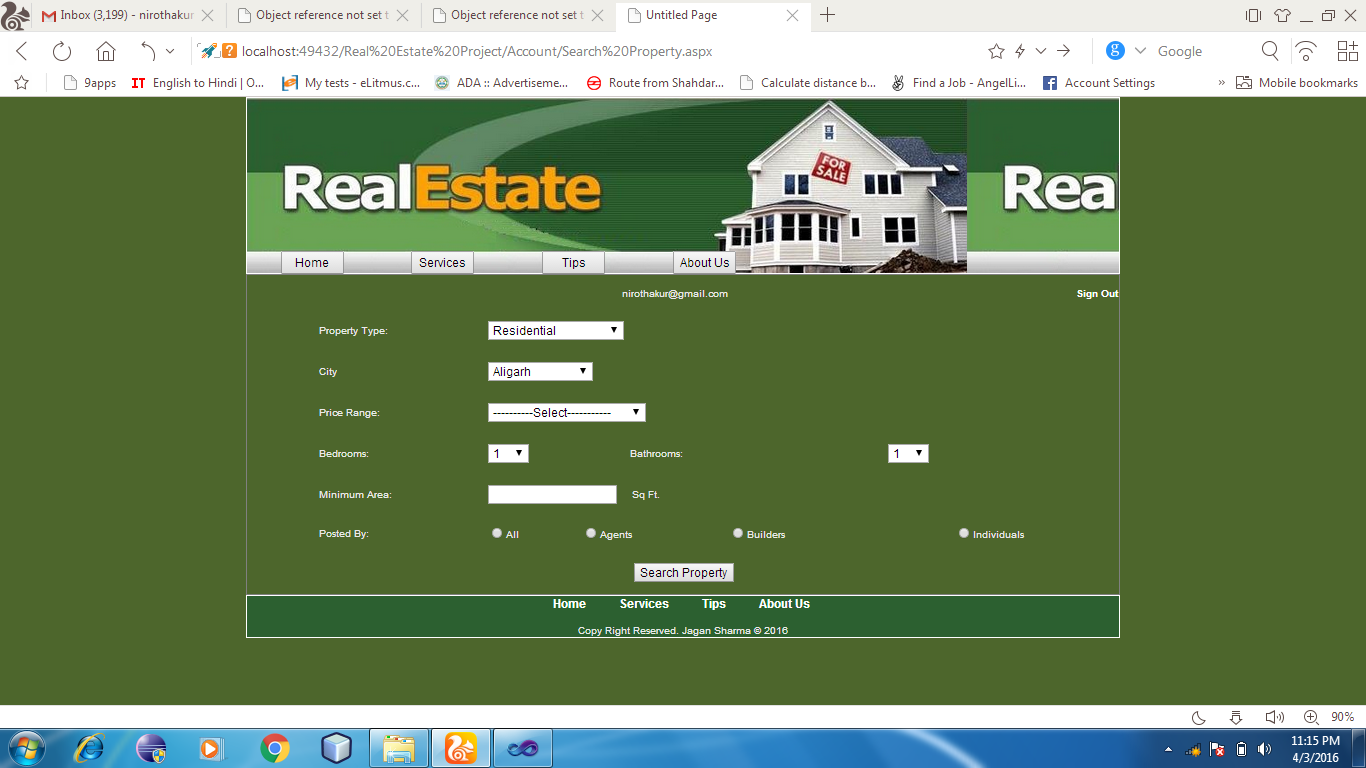 Inbox (3,199) - nirothakur
Object reference not set t
Object reference not set t
Untitled Page
localhost:49432/Real%20Estate%20Project/Account/Search%20Property.aspx
g
Google
9apps
IT English to Hindi | O...
My tests - eLitmus.c...
ADA :: Advertiseme...
Route from Shahdar...
Calculate distance b...
Find a Job - AngelLi...
Account Settings
»
Mobile bookmarks
RealEstate
FOR SALE
Rea
Home
Services
Tips
About Us
nirothakur@gmail.com
Sign Out
Property Type:
Residential
City
Aligarh
Price Range:
----------Select-----------
Bedrooms:
1
Bathrooms:
1
Minimum Area:
Sq Ft.
Posted By:
All
Agents
Builders
Individuals
Search Property
Home
Services
Tips
About Us
Copy Right Reserved. Jagan Sharma © 2016
90%
11:15 PM
4/3/2016